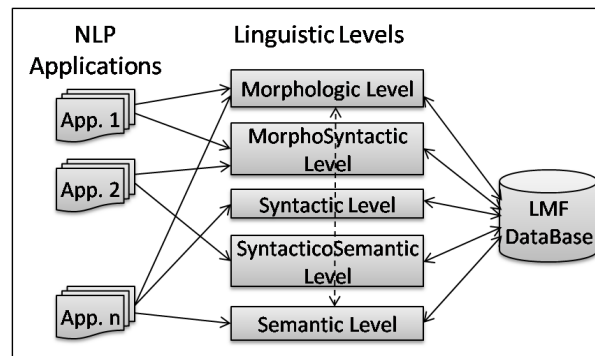 NLP
Applications
Linguistic Levels
App. 1
App. 2
App. n
Morphologic Level
MorphoSyntactic
Level
Syntactic Level
SyntacticoSemantic
Level
Semantic Level
LMF
DataBase